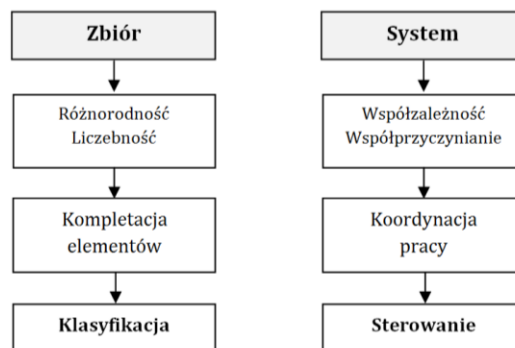 Zbiór
Różnorodność
Liczebność
Kompletacja
elementów
Klasyfikacja
System
Współzależność
Współprzyczynianie
Koordynacja
pracy
Sterowanie